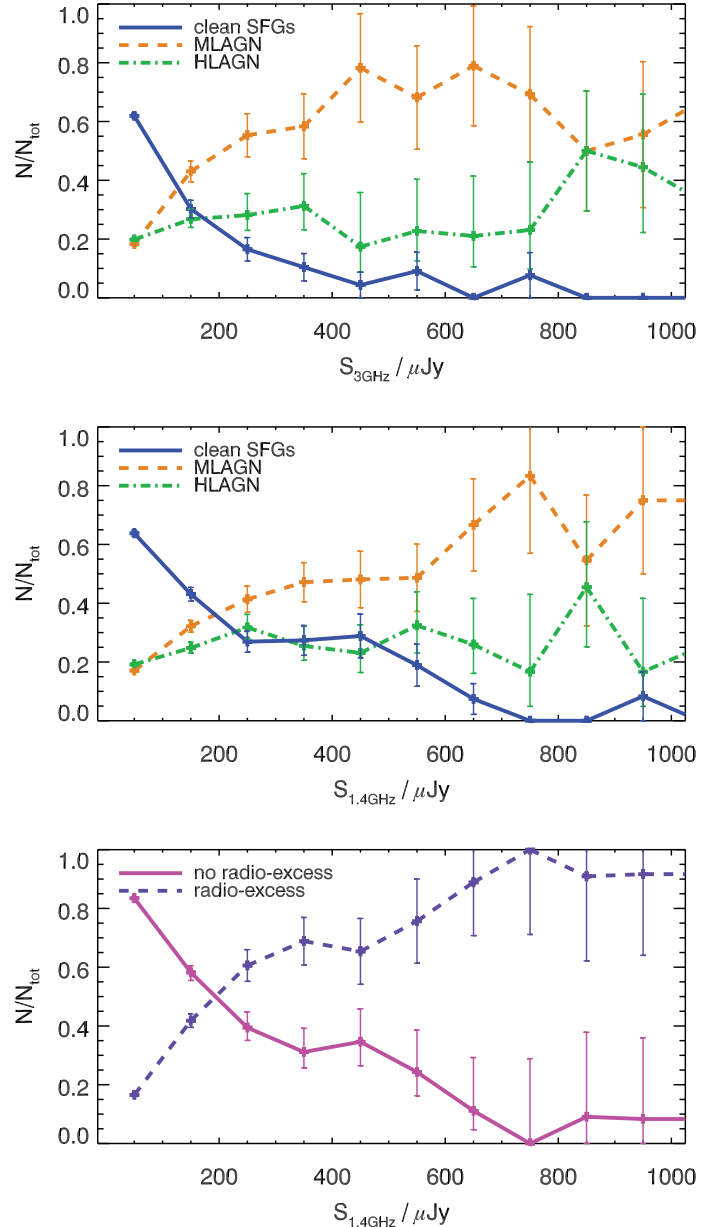 clean SFGs
MLAGN
HLAGN
1.0
0.8
0.6
0.4
0.2
0.0
N/N_tot
200 400 600 800 1000
S_3GHz / μJy
clean SFGs
MLAGN
HLAGN
1.0
0.8
0.6
0.4
0.2
0.0
N/N_tot
200 400 600 800 1000
S_1.4GHz / μJy
no radio-excess
radio-excess
1.0
0.8
0.6
0.4
0.2
0.0
N/N_tot
200 400 600 800 1000
S_1.4GHz / μJy